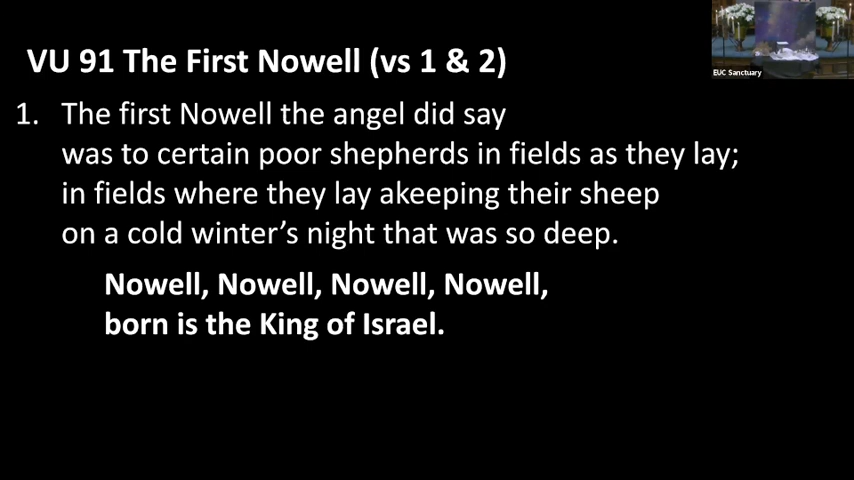 VU 91 The First Nowell (vs 1 & 2)
EUC Sanctuary
1. The first Nowell the angel did say
was to certain poor shepherds in fields as they lay;
in fields where they lay akeeping their sheep
on a cold winter's night that was so deep.
Nowell, Nowell, Nowell, Nowell,
born is the King of Israel.